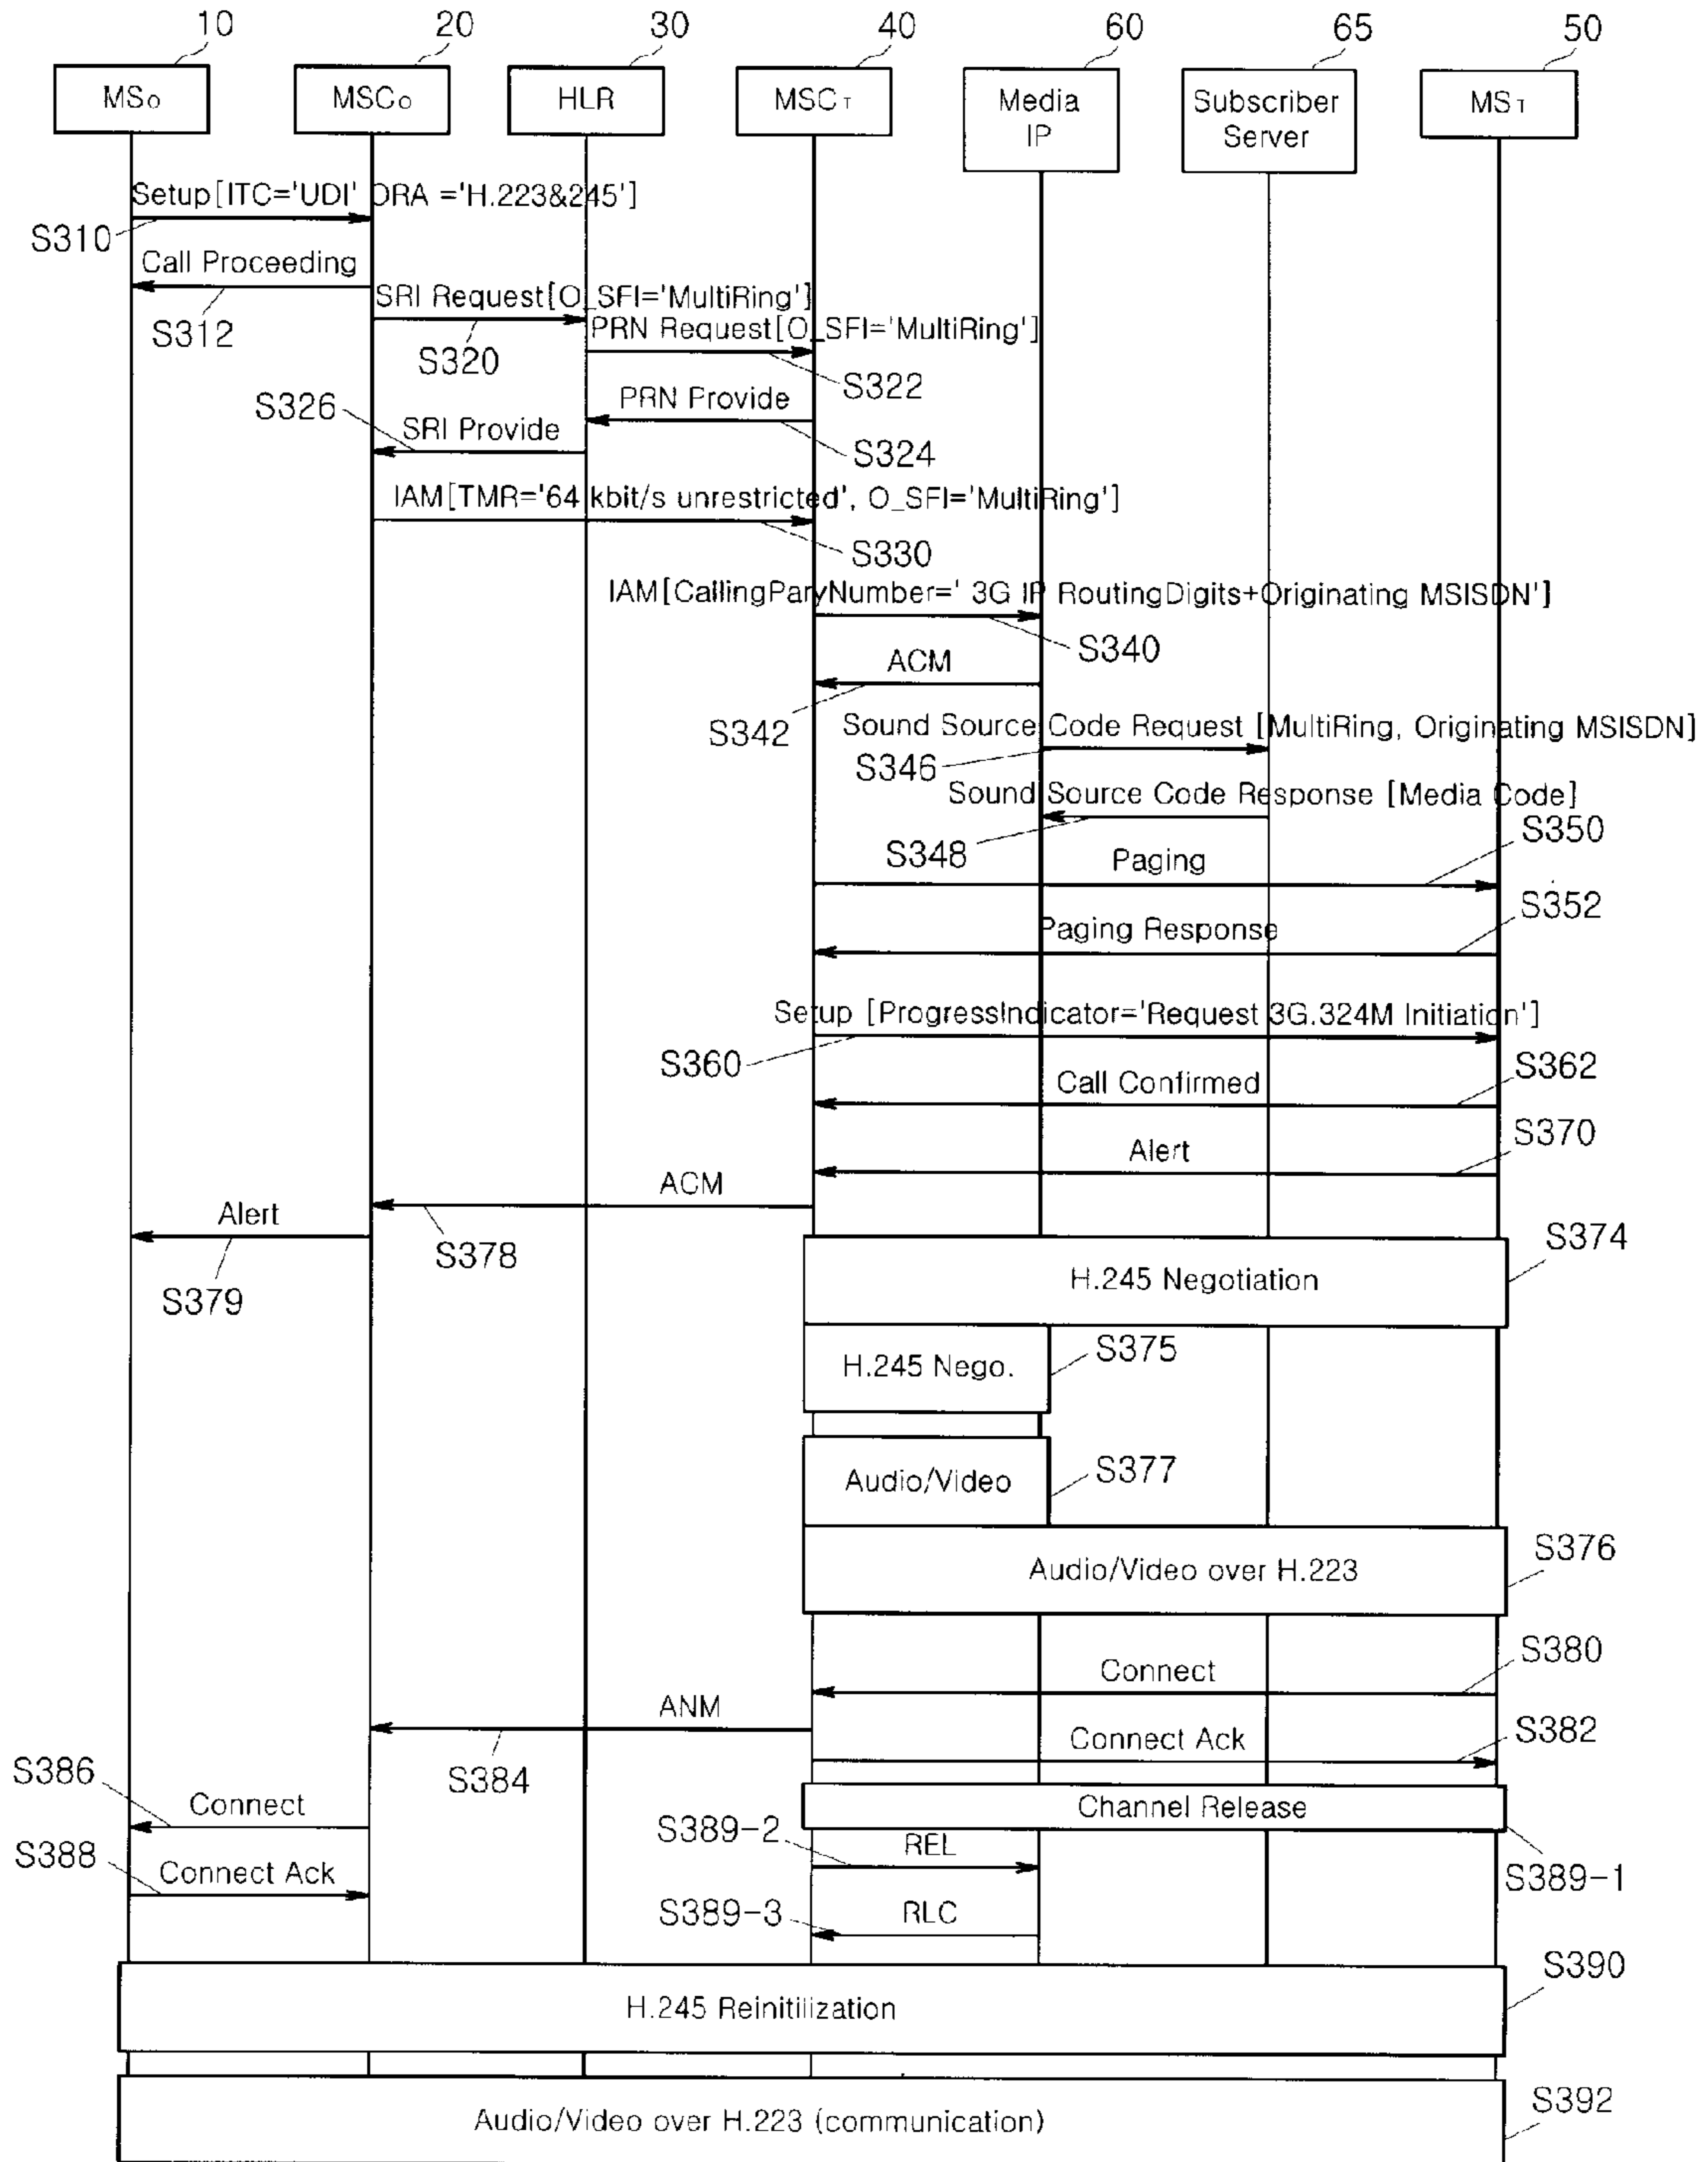 10 20 30 40 60 65 50
MSO MSCO HLR MSCT Media IP Subscriber Server MST
Setup[ITC='UDI' ORA ='H.223&245']
S310
Call Proceeding
S312
SRI Request[O_SFI='MultiRing']
S320
PRN Request[O_SFI='MultiRing']
S322
PRN Provide
S324
S326
SRI Provide
IAM[TMR='64 kbit/s unrestricted', O_SFI='MultiRing']
S330
IAM[CallingParyNumber=' 3G IP RoutingDigits+Originating MSISDN']
S340
ACM
S342
Sound Source Code Request [MultiRing, Originating MSISDN]
S346
Sound Source Code Response [Media Code]
S348
S350
Paging
S352
Paging Response
Setup [ProgressIndicator='Request 3G.324M Initiation']
S360
S362
Call Confirmed
S370
Alert
ACM
S378
Alert
S379
S374
H.245 Negotiation
H.245 Nego.
S375
Audio/Video
S377
S376
Audio/Video over H.223
S380
Connect
ANM
S384
Connect Ack
S382
S386
Connect
Channel Release
S389-1
S389-2
REL
S388
Connect Ack
S389-3
RLC
S390
H.245 Reinitilization
S392
Audio/Video over H.223 (communication)